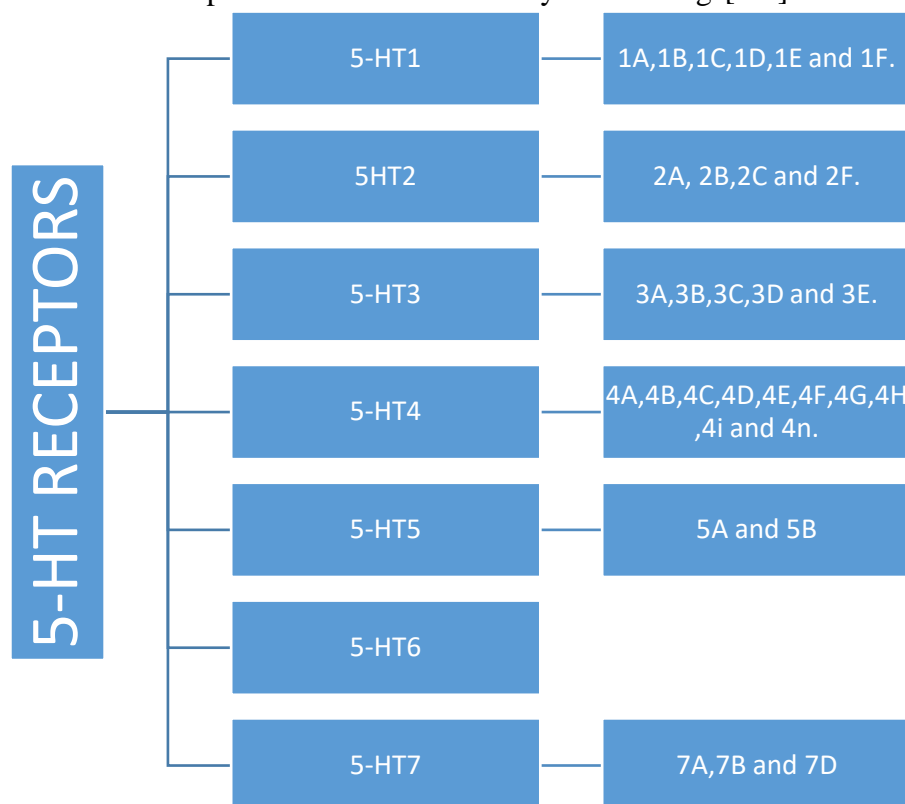 5-HT RECEPTORS
5-HT1
1A,1B,1C,1D,1E and 1F.
5HT2
2A, 2B,2C and 2F.
5-HT3
3A,3B,3C,3D and 3E.
5-HT4
4A,4B,4C,4D,4E,4F,4G,4H
,4i and 4n.
5-HT5
5A and 5B
5-HT6
5-HT7
7A,7B and 7D